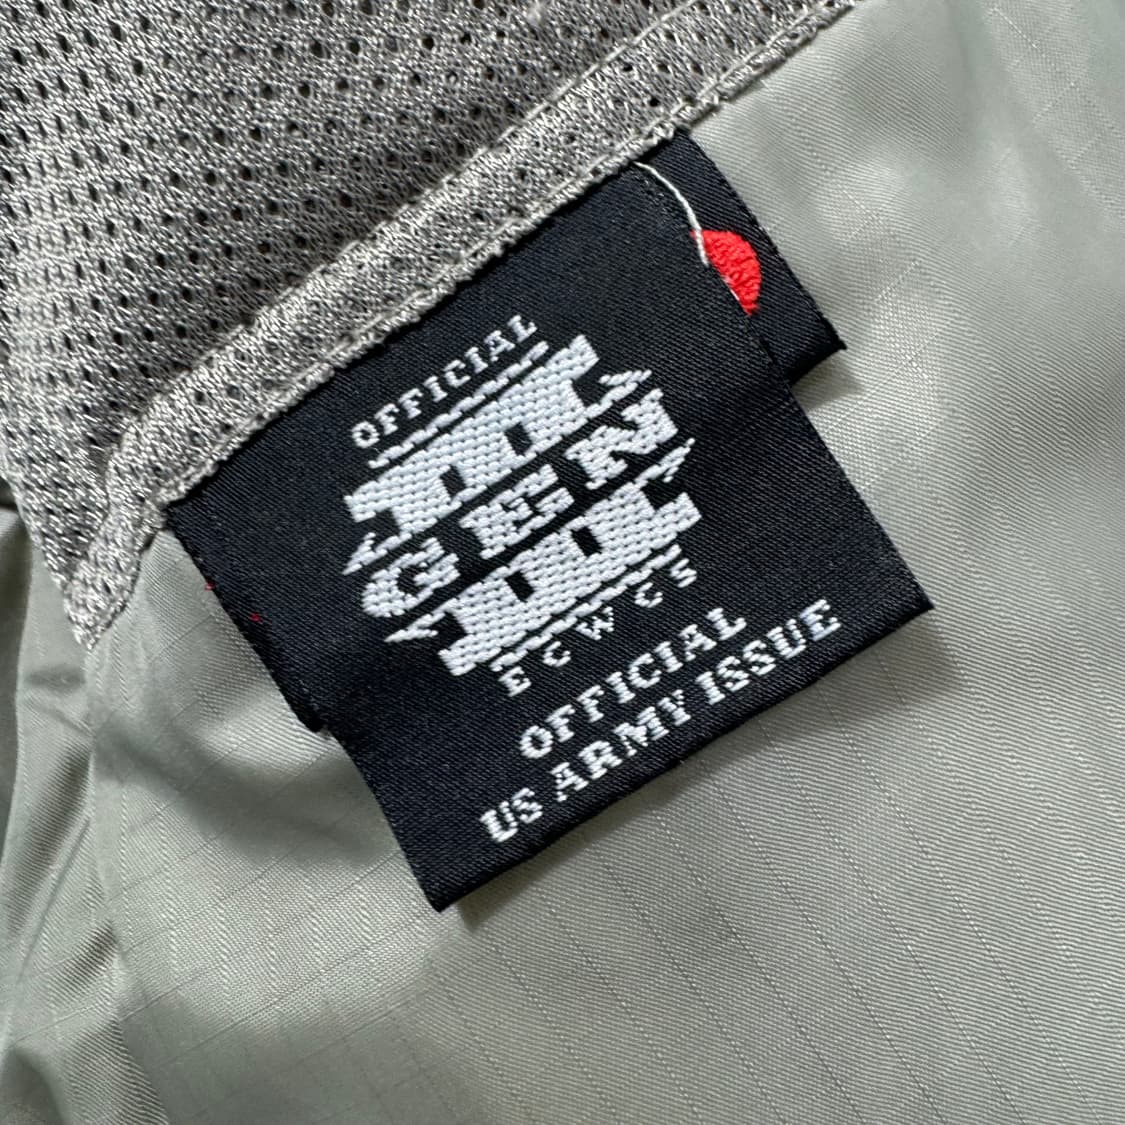 OFFICIAL
III
GEN
III
ECWCS
OFFICIAL
US ARMY ISSUE